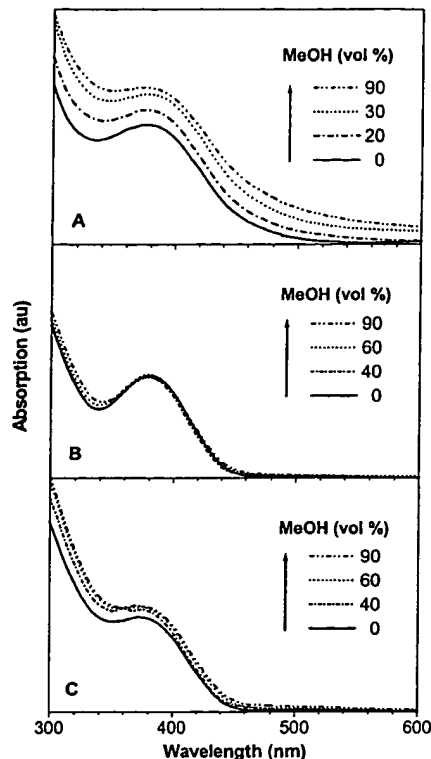 MeOH (vol %)
90
30
20
0
A
MeOH (vol %)
90
60
40
0
B
MeOH (vol %)
90
60
40
0
C
Absorption (au)
300 400 500 600
Wavelength (nm)